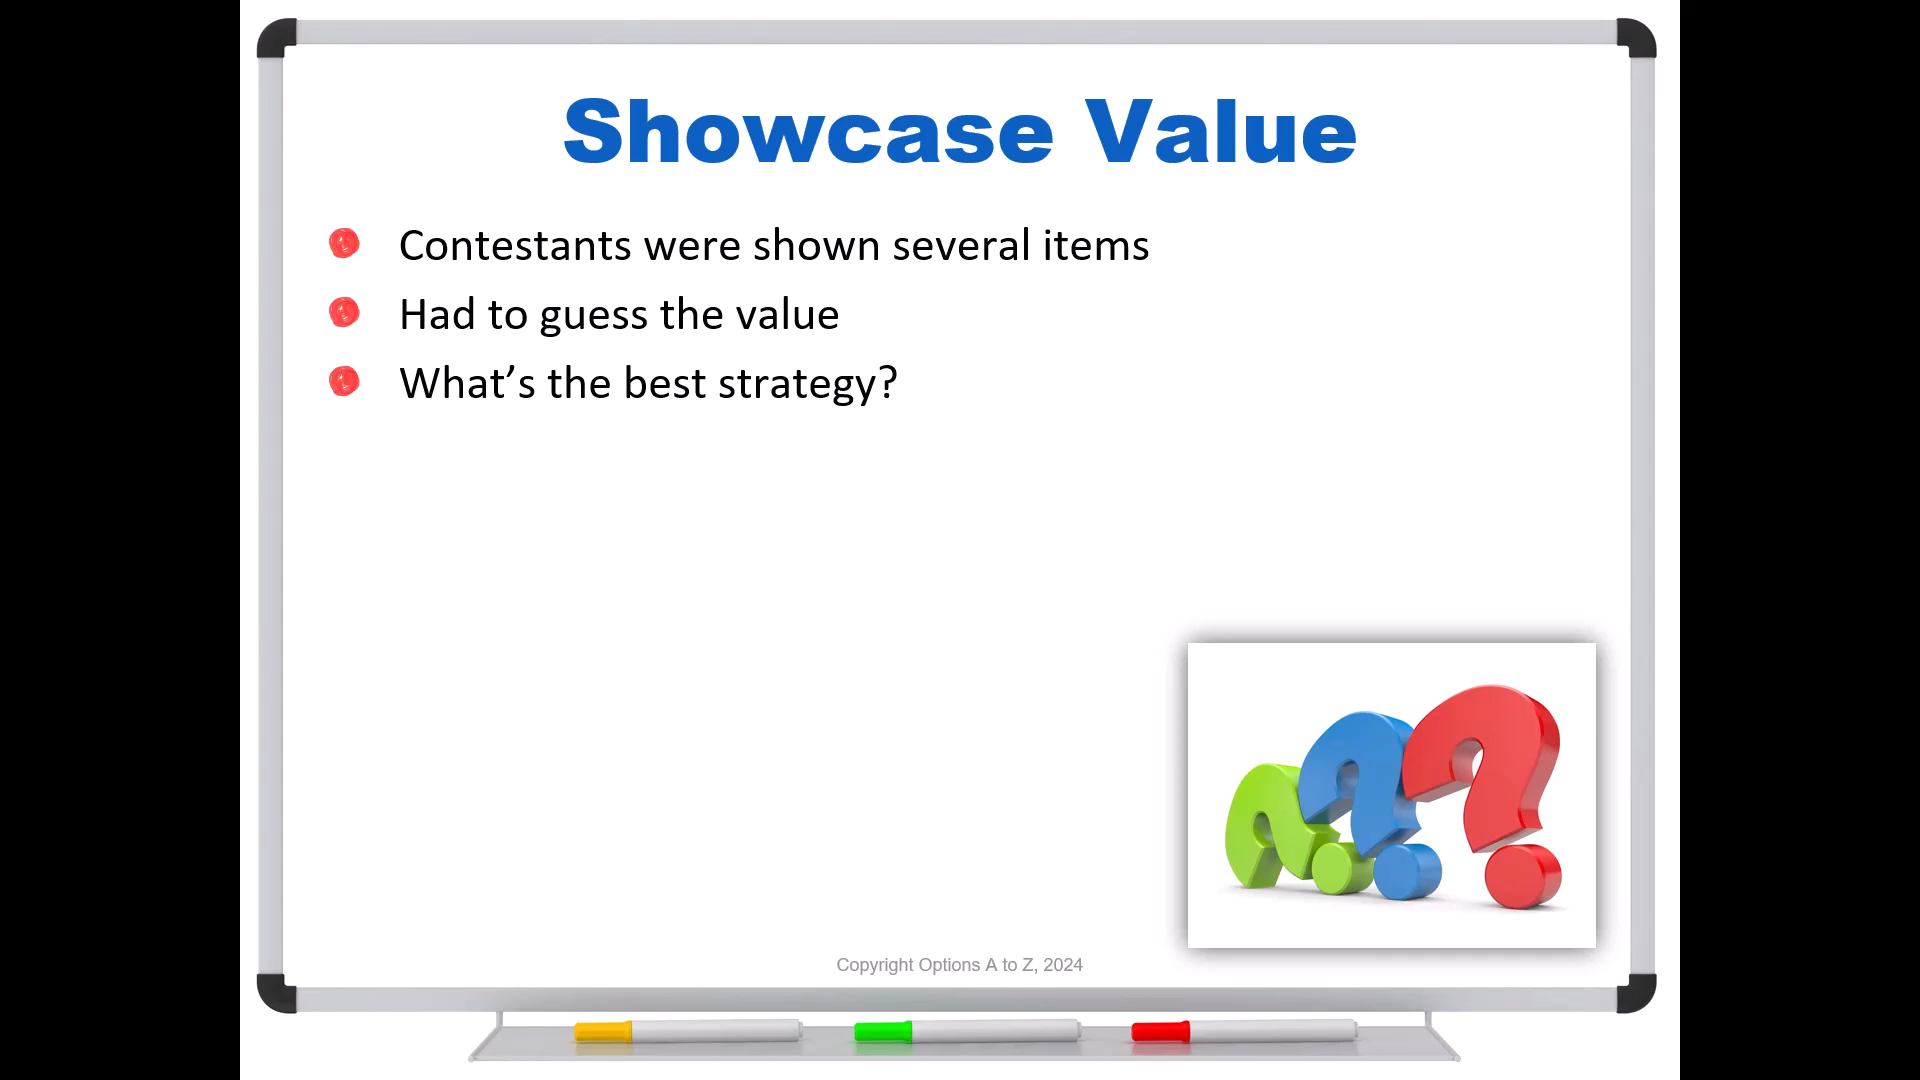 Showcase Value
Contestants were shown several items
Had to guess the value
What’s the best strategy?
Copyright Options A to Z, 2024